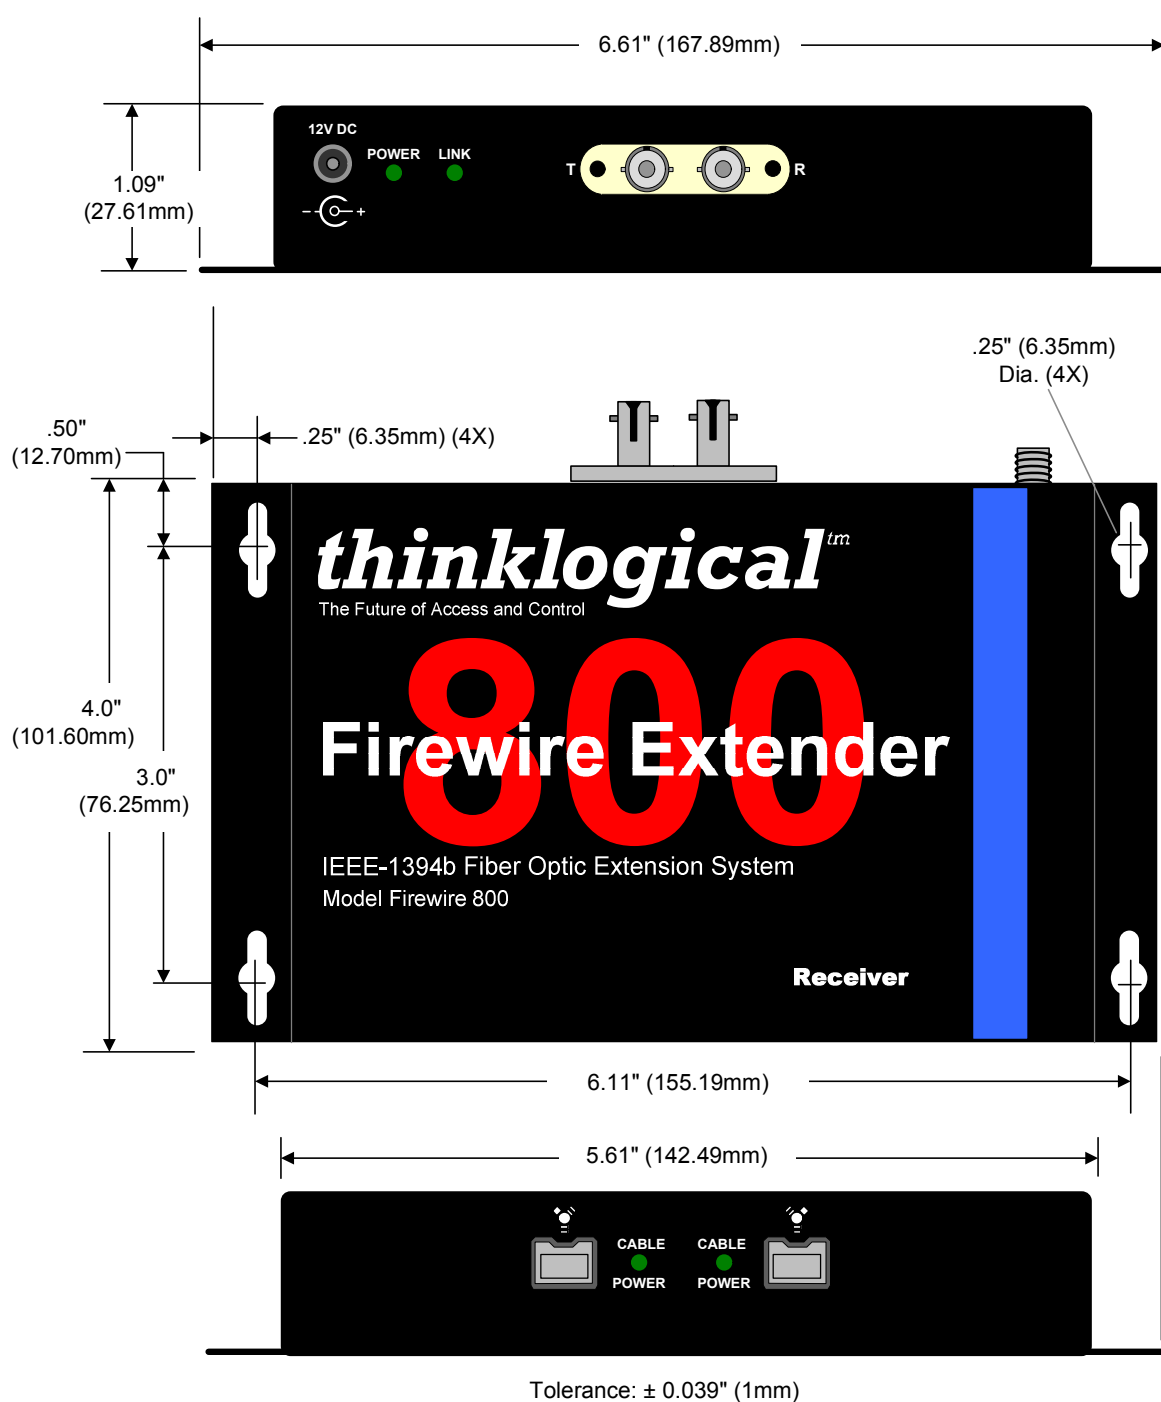 6.61" (167.89mm)
12V DC
POWER LINK
T R
- +
1.09"
(27.61mm)
.25" (6.35mm)
Dia. (4X)
.50"
(12.70mm)
.25" (6.35mm) (4X)
thinklogical tm
The Future of Access and Control
800
Firewire Extender
4.0"
(101.60mm)
3.0"
(76.25mm)
IEEE-1394b Fiber Optic Extension System
Model Firewire 800
Receiver
6.11" (155.19mm)
5.61" (142.49mm)
CABLE CABLE
POWER POWER
Tolerance: ± 0.039" (1mm)